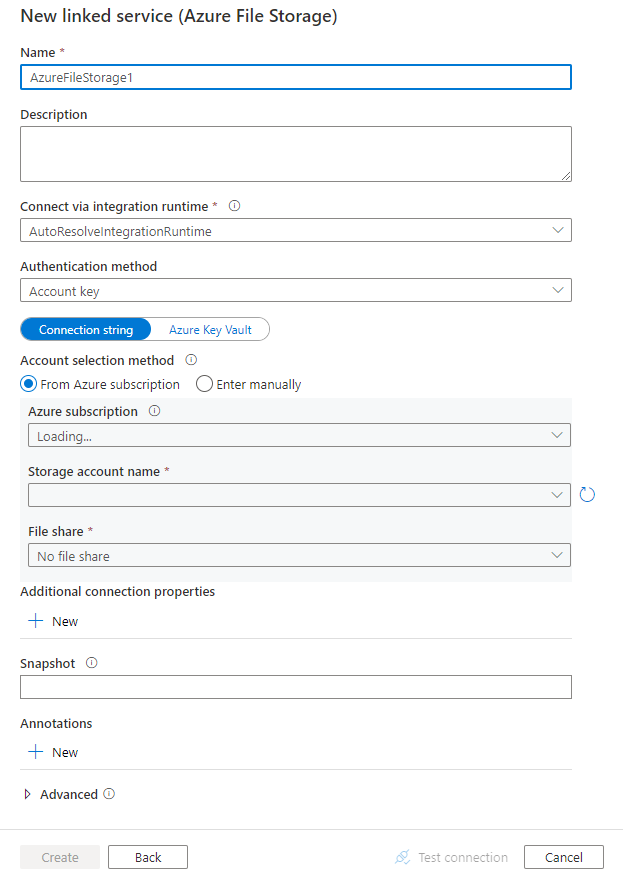 New linked service (Azure File Storage)
Name *
AzureFileStorage1
Description
Connect via integration runtime *
AutoResolveIntegrationRuntime
Authentication method
Account key
Connection string Azure Key Vault
Account selection method
From Azure subscription Enter manually
Azure subscription
Loading...
Storage account name *
File share *
No file share
Additional connection properties
New
Snapshot
Annotations
New
Advanced
Create Back Test connection Cancel